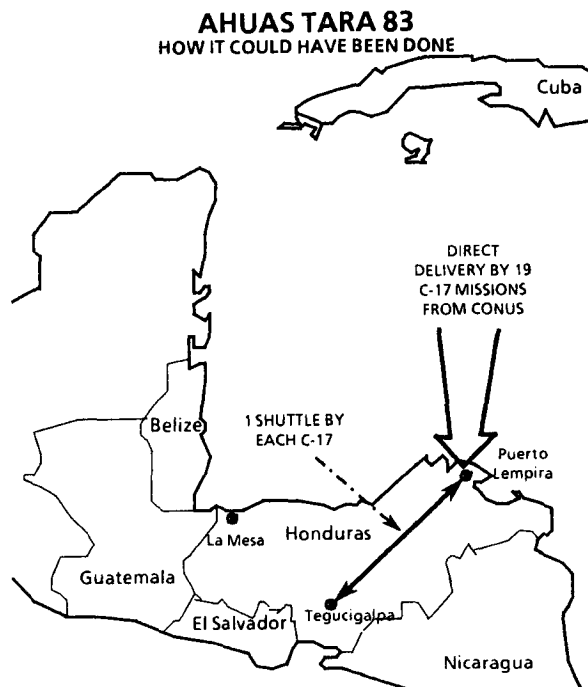 AHUAS TARA 83
HOW IT COULD HAVE BEEN DONE
Cuba
DIRECT
DELIVERY BY 19
C-17 MISSIONS
FROM CONUS
Belize
1 SHUTTLE BY
EACH C-17
Puerto
Lempira
La Mesa
Honduras
Guatemala
El Salvador
Tegucigalpa
Nicaragua